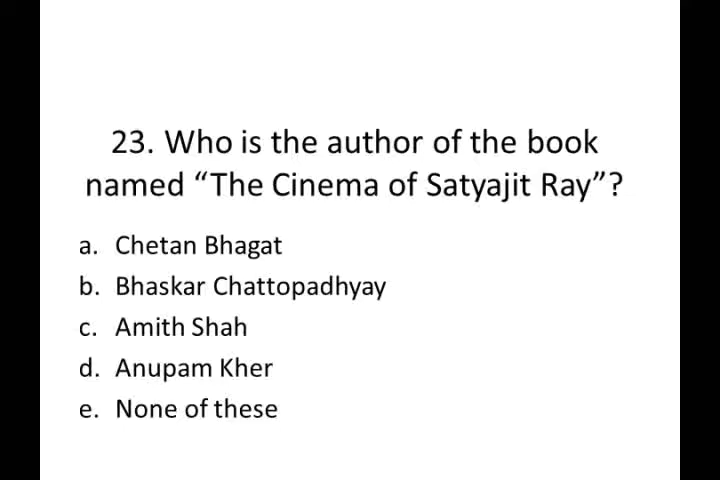 23. Who is the author of the book
named “The Cinema of Satyajit Ray”?
a. Chetan Bhagat
b. Bhaskar Chattopadhyay
c. Amith Shah
d. Anupam Kher
e. None of these